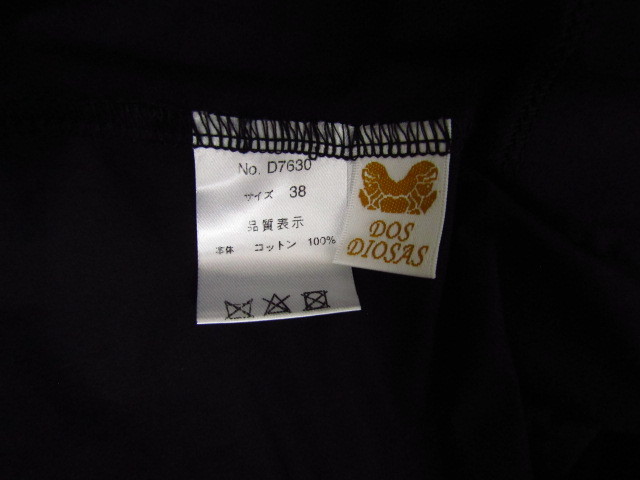 No. D7630
サイズ 38
品質表示
本体 コットン 100%
DOS
DIOSAS